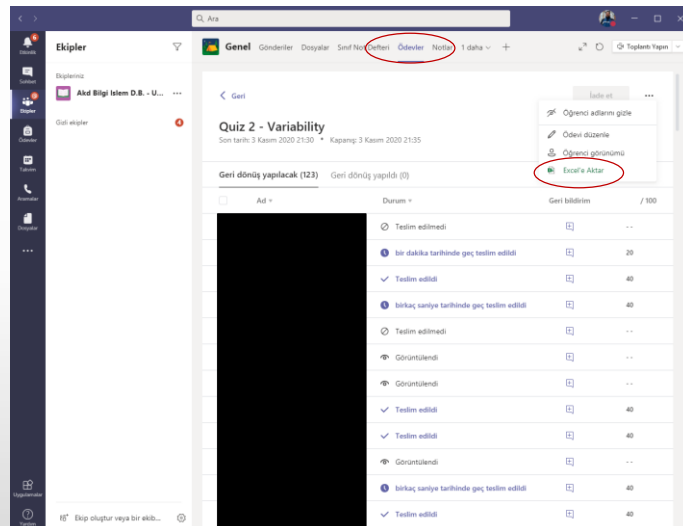 Ara
6
Etkinlik
Sohbet
Ekipler
Ödevler
Takvim
Aramalar
Dosyalar
Uygulamalar
Yardım
Ekipler
Ekipleriniz
Akd Bilgi Islem D.B. - U...
Gizli ekipler
4
Ekip oluştur veya bir ekib...
Genel Gönderiler Dosyalar Sınıf Not Defteri Ödevler Notlar 1 daha
Toplantı Yapın
Geri
İade et
Quiz 2 - Variability
Son tarih: 3 Kasım 2020 21:30 • Kapanış: 3 Kasım 2020 21:35
Öğrenci adlarını gizle
Ödevi düzenle
Öğrenci görünümü
Excel'e Aktar
Geri dönüş yapılacak (123) Geri dönüş yapıldı (0)
Ad Durum Geri bildirim / 100
Teslim edilmedi --
bir dakika tarihinde geç teslim edildi 20
Teslim edildi 40
birkaç saniye tarihinde geç teslim edildi 40
Teslim edilmedi --
Görüntülendi --
Görüntülendi --
Teslim edildi 40
Teslim edildi 40
Görüntülendi --
birkaç saniye tarihinde geç teslim edildi 40
Teslim edildi 40